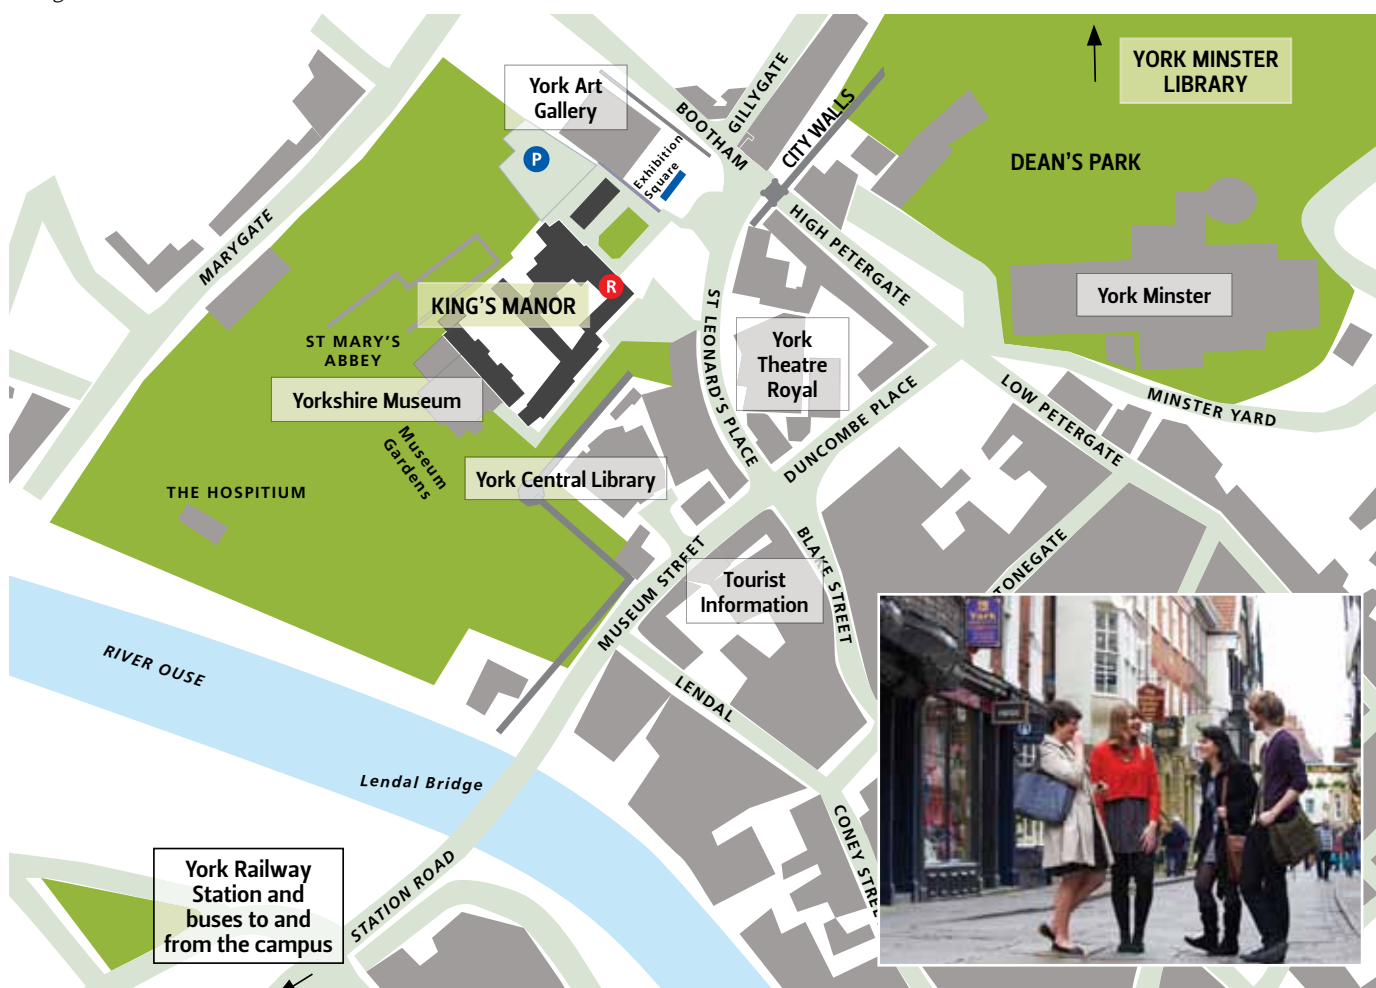 York Art
Gallery
BOOTHAM
GILLYGATE
CITY WALLS
YORK MINSTER
LIBRARY
P
Exhibition
Square
DEAN'S PARK
MARYGATE
HIGH PETERGATE
R
KING'S MANOR
York Minster
ST MARY'S
ABBEY
ST LEONARD'S PLACE
York
Theatre
Royal
Yorkshire Museum
DUNCOMBE PLACE
LOW PETERGATE
MINSTER YARD
Museum
Gardens
York Central Library
THE HOSPITIUM
MUSEUM STREET
BLAKE STREET
TONEGATE
Tourist
Information
York
RIVER OUSE
LENDAL
Lendal Bridge
CONEY STREE
STATION ROAD
York Railway
Station and
buses to and
from the campus